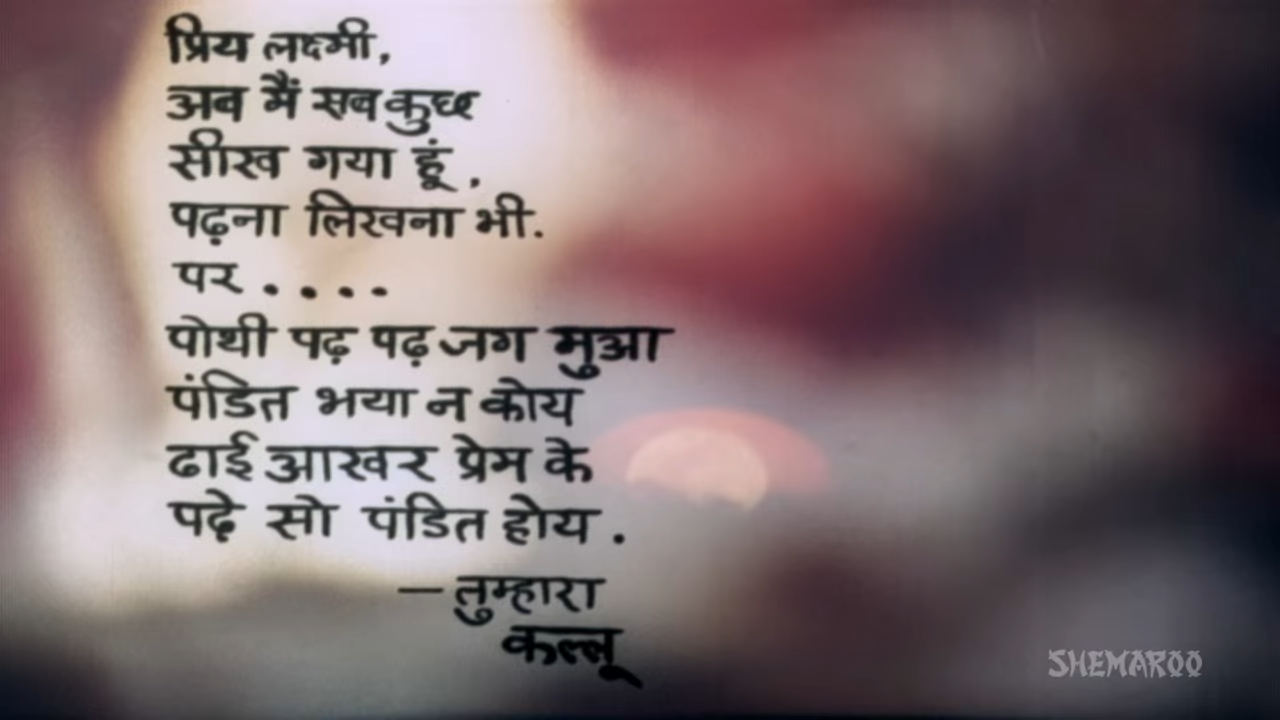 प्रिय लक्ष्मी,
अब मैं सब कुछ
सीख गया हूं,
पढ़ना लिखना भी.
पर . . . .
पोथी पढ़ पढ़ जग मुआ
पंडित भया न कोय
ढाई आखर प्रेम के
पढ़े सो पंडित होय .
— तुम्हारा
कल्लू
SHEMAROO